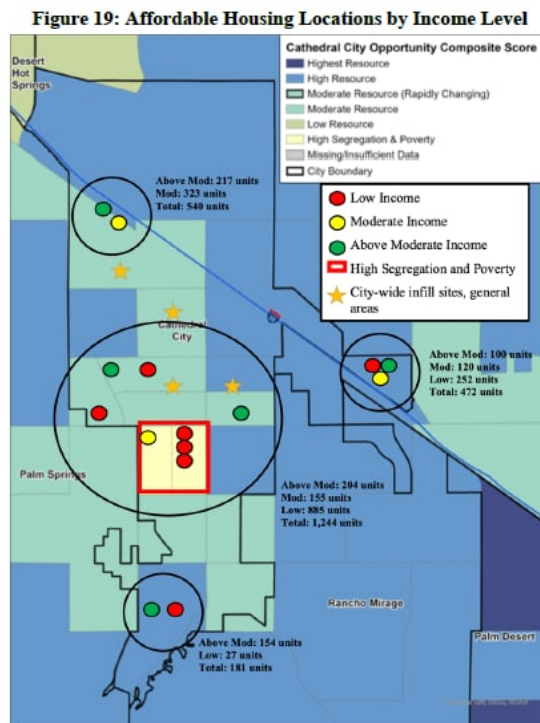 Figure 19: Affordable Housing Locations by Income Level
Desert
Hot
Springs
Cathedral City Opportunity Composite Score
Highest Resource
High Resource
Moderate Resource (Rapidly Changing)
Moderate Resource
Low Resource
High Segregation & Poverty
Missing/Insufficient Data
City Boundary
Above Mod: 217 units
Mod: 323 units
Total: 540 units
Low Income
Moderate Income
Above Moderate Income
High Segregation and Poverty
City-wide infill sites, general
areas
Cathedral
City
Above Mod: 100 units
Mod: 120 units
Low: 252 units
Total: 472 units
Palm Springs
Above Mod: 204 units
Mod: 155 units
Low: 885 units
Total: 1,244 units
Rancho Mirage
Palm Desert
Above Mod: 154 units
Low: 27 units
Total: 181 units